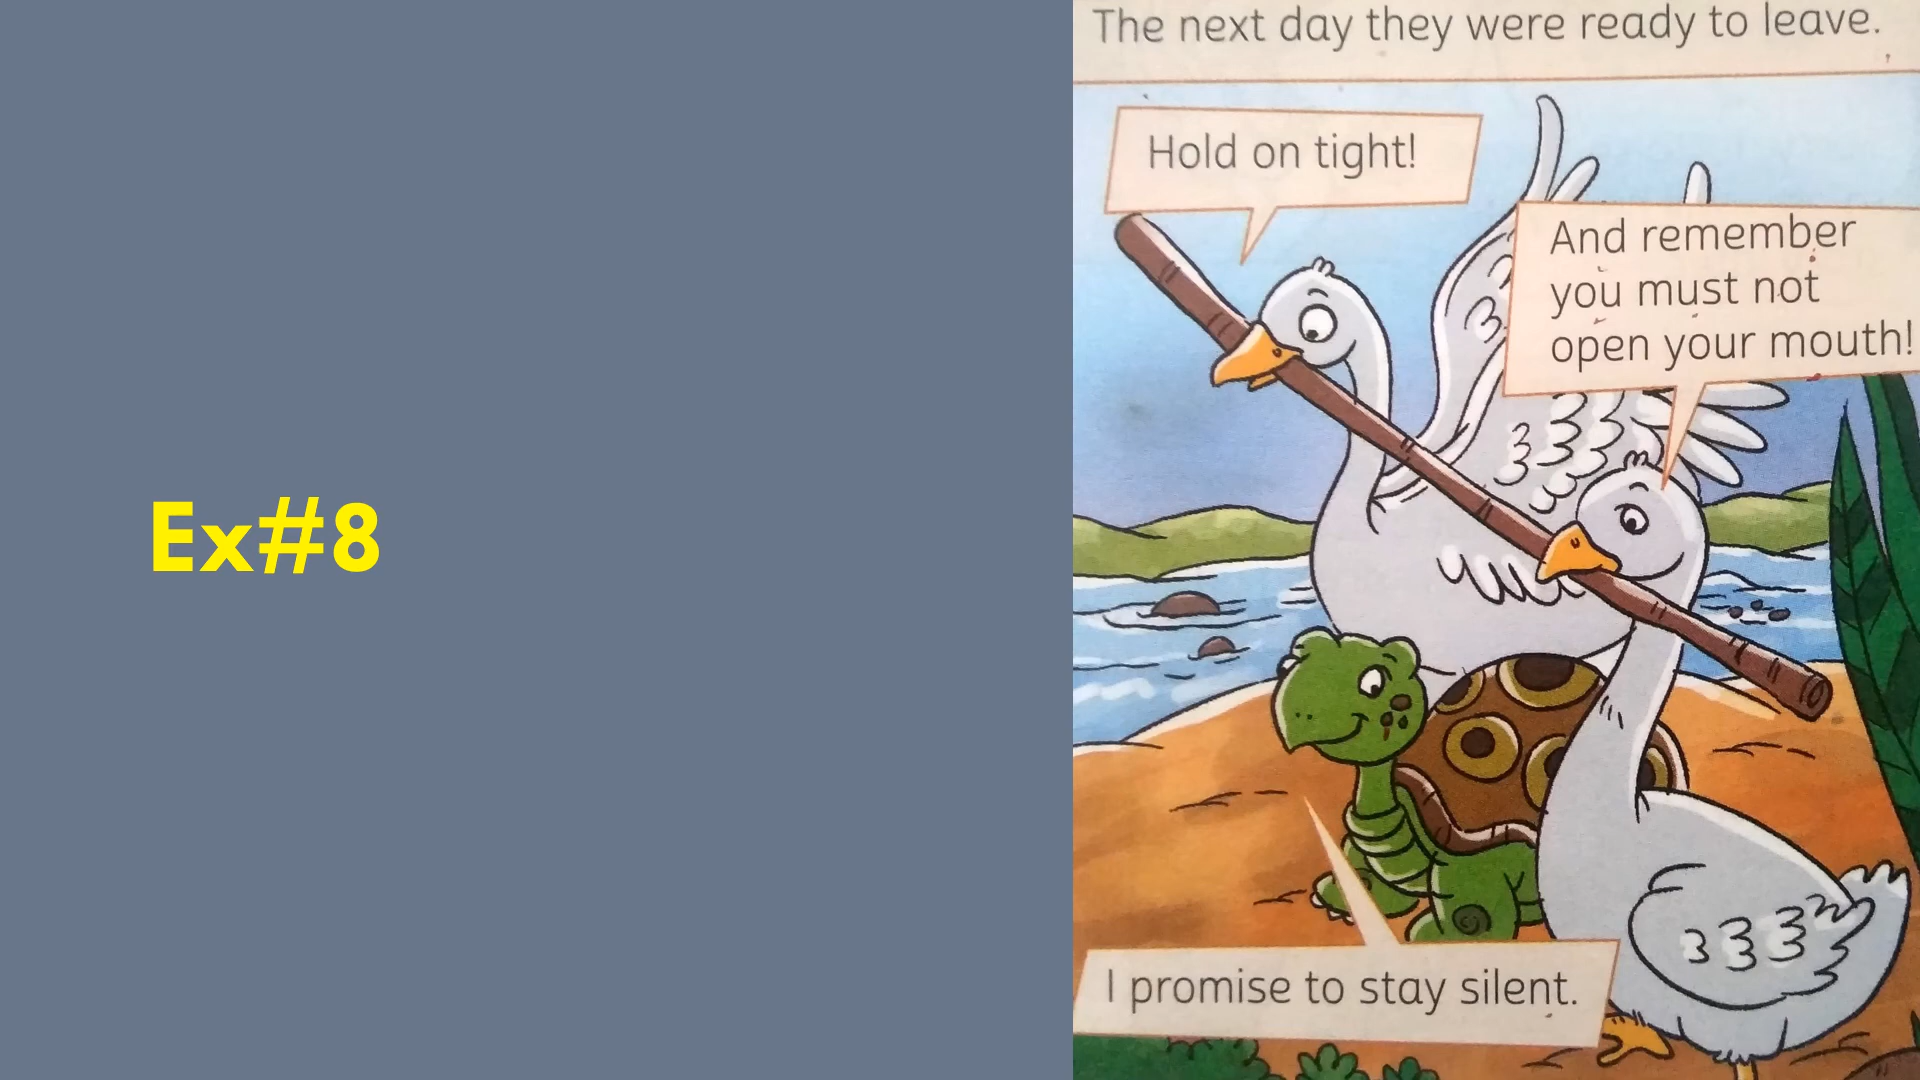 Ex#8
The next day they were ready to leave.
Hold on tight!
And remember
you must not
open your mouth!
I promise to stay silent.